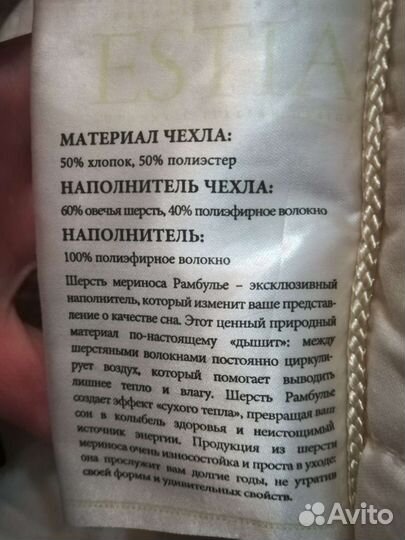 ESTIA
МАТЕРИАЛ ЧЕХЛА:
50% хлопок, 50% полиэстер
НАПОЛНИТЕЛЬ ЧЕХЛА:
60% овечья шерсть, 40% полиэфирное волокно
НАПОЛНИТЕЛЬ:
100% полиэфирное волокно
Шерсть мериноса Рамбулье – эксклюзивный
наполнитель, который изменит ваше представ-
ление о качестве сна. Этот ценный природный
материал по-настоящему «дышит»: между
шерстяными волокнами постоянно циркули-
рует воздух, который помогает выводить
лишнее тепло и влагу. Шерсть Рамбулье
создает эффект «сухого тепла», превращая ваш
сон в колыбель здоровья и неистощимый
источник энергии. Продукция из шерсти
мериноса очень износостойка и проста в уходе:
она прослужит вам долгие годы, не утратив
своей формы и удивительных свойств.
Avito